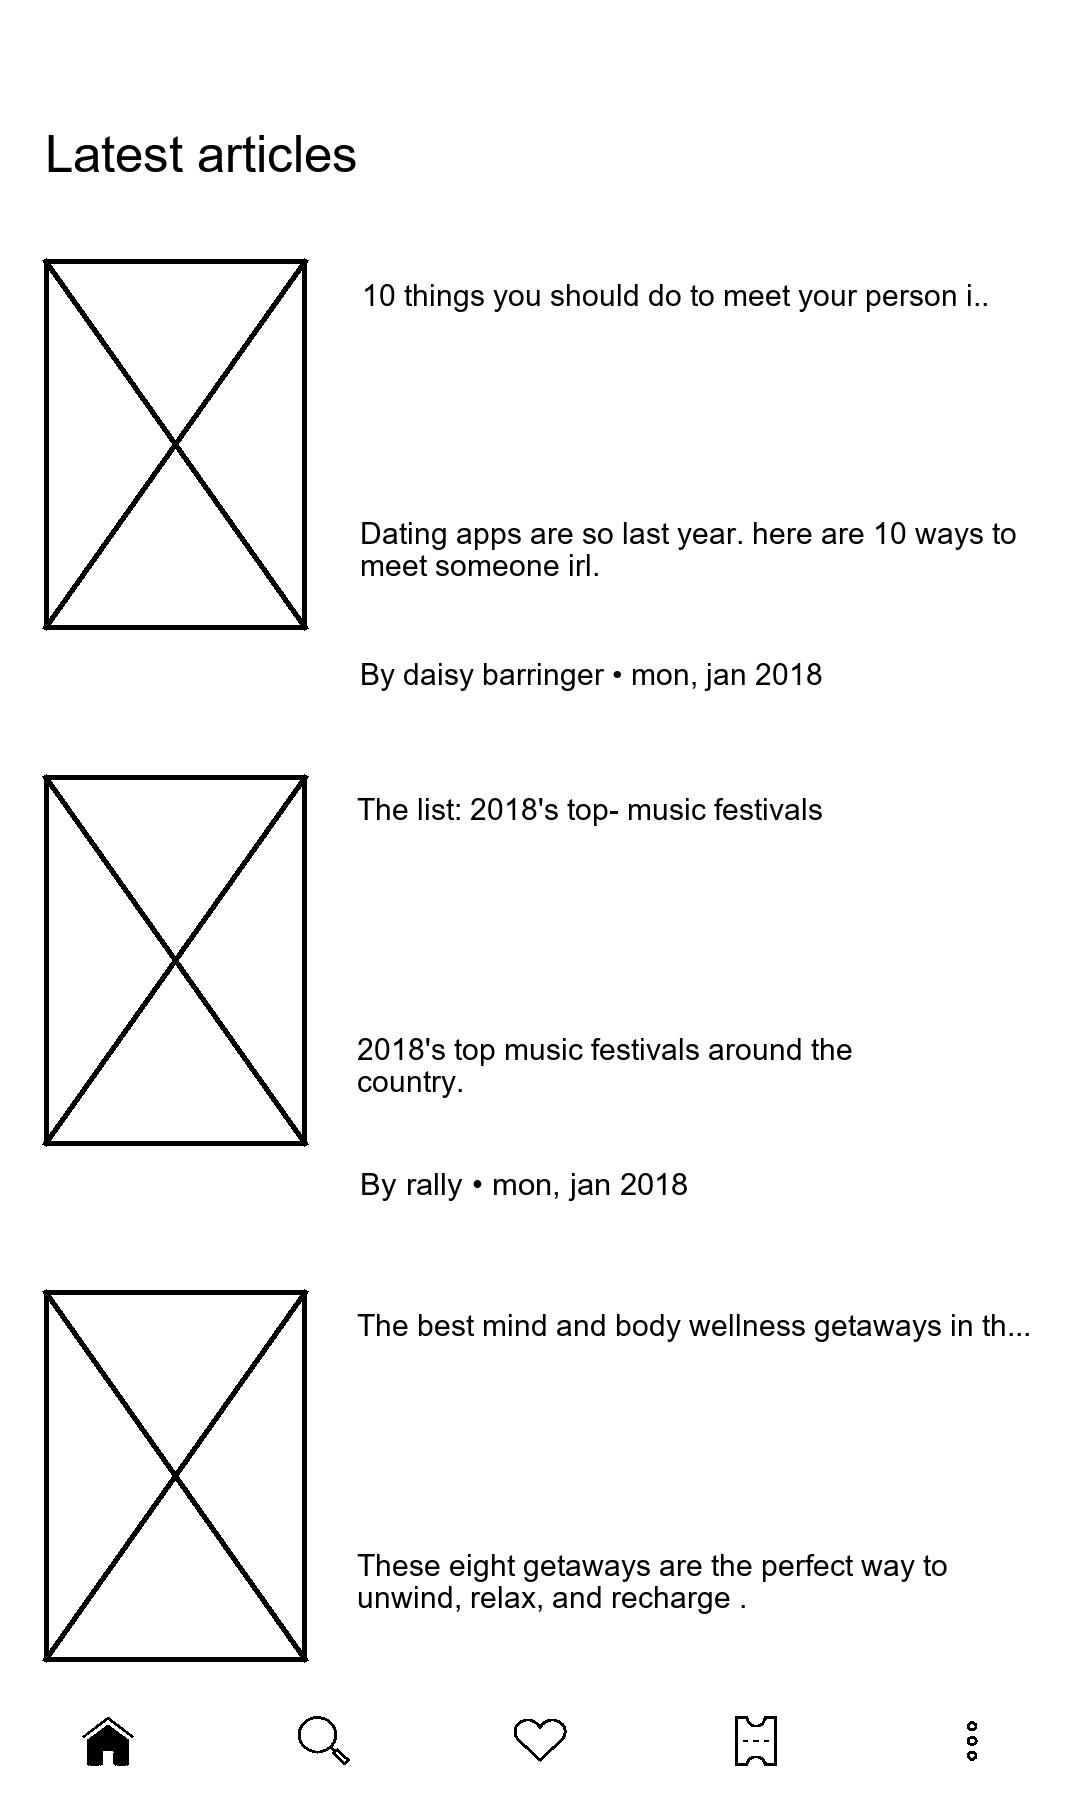 Latest articles
10 things you should do to meet your person i..
Dating apps are so last year. here are 10 ways to
meet someone irl.
By daisy barringer • mon, jan 2018
The list: 2018's top- music festivals
2018's top music festivals around the
country.
By rally • mon, jan 2018
The best mind and body wellness getaways in th...
These eight getaways are the perfect way to
unwind, relax, and recharge .